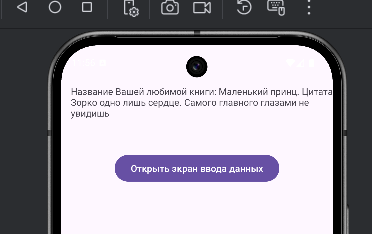 Название Вашей любимой книги: Маленький принц. Цитата:
Зорко одно лишь сердце. Самого главного глазами не
увидишь
Открыть экран ввода данных